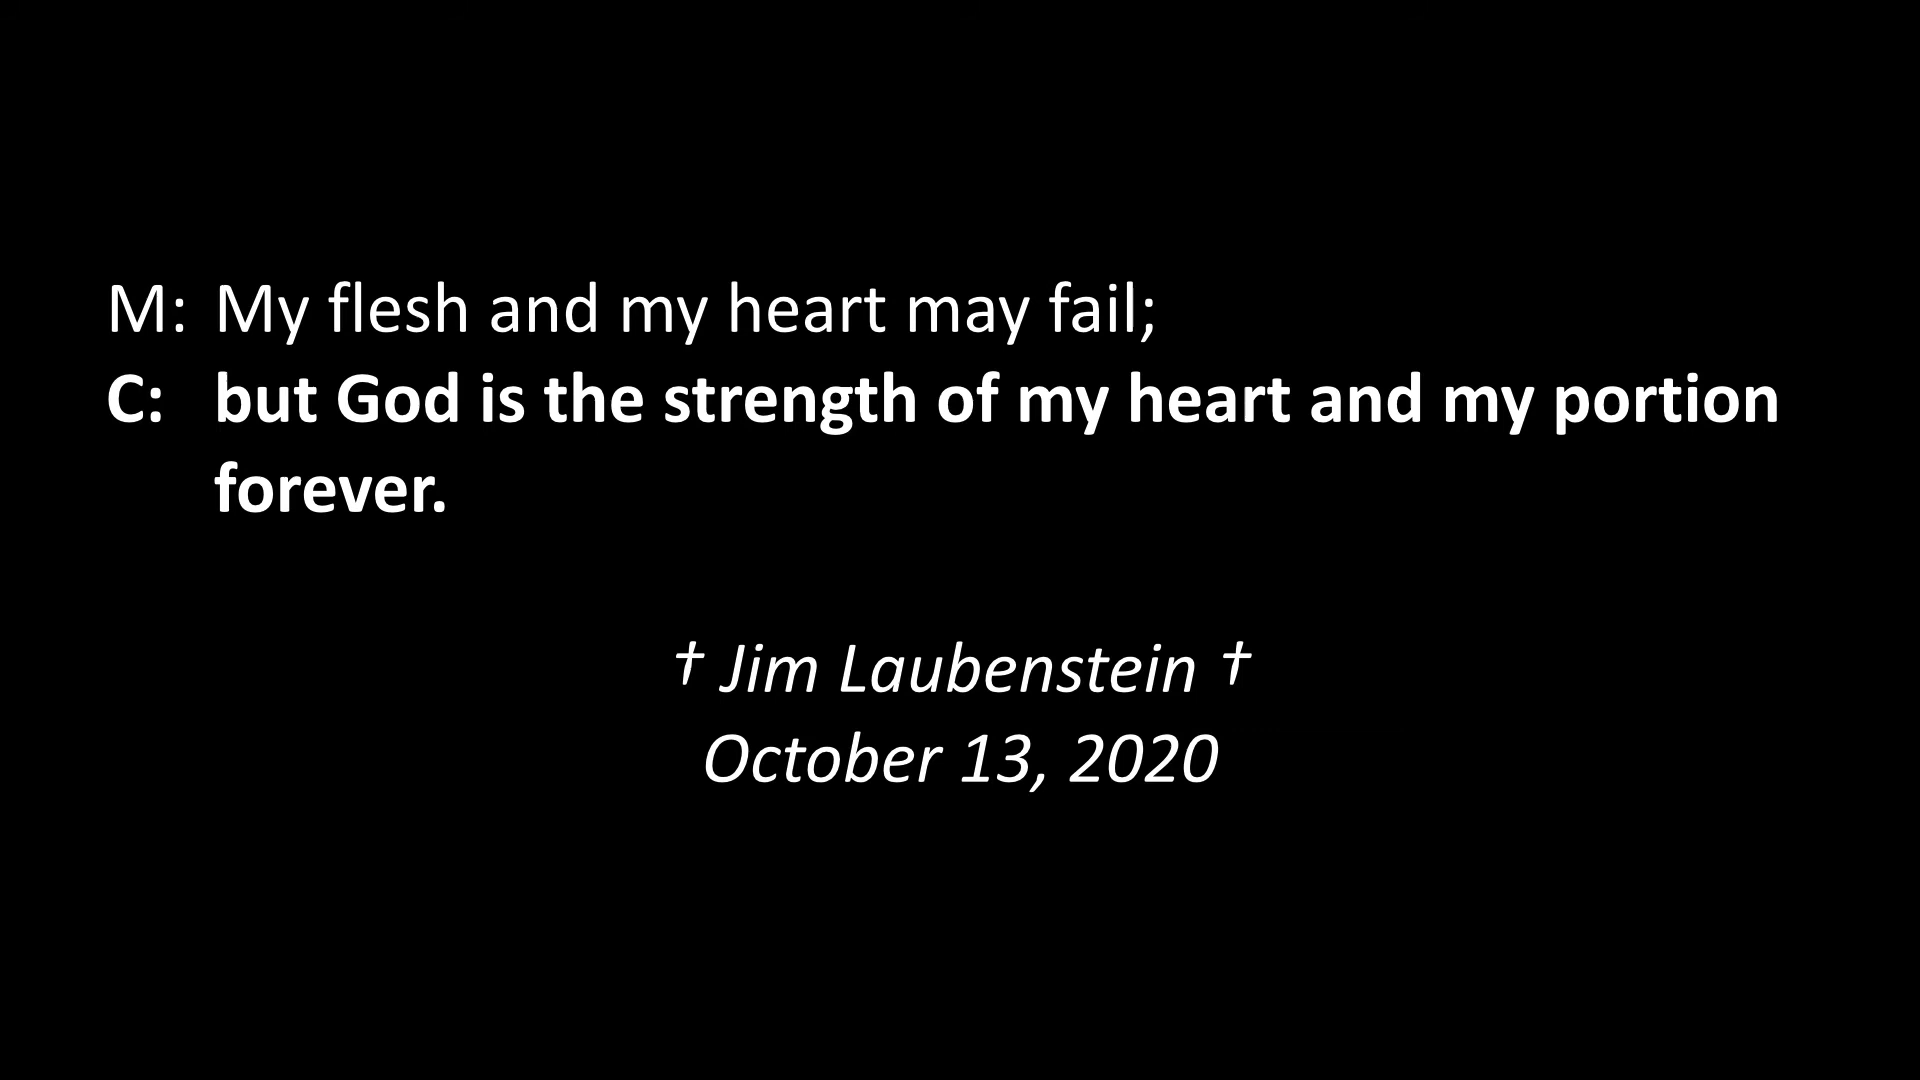 M: My flesh and my heart may fail;
C: but God is the strength of my heart and my portion
forever.
† Jim Laubenstein †
October 13, 2020